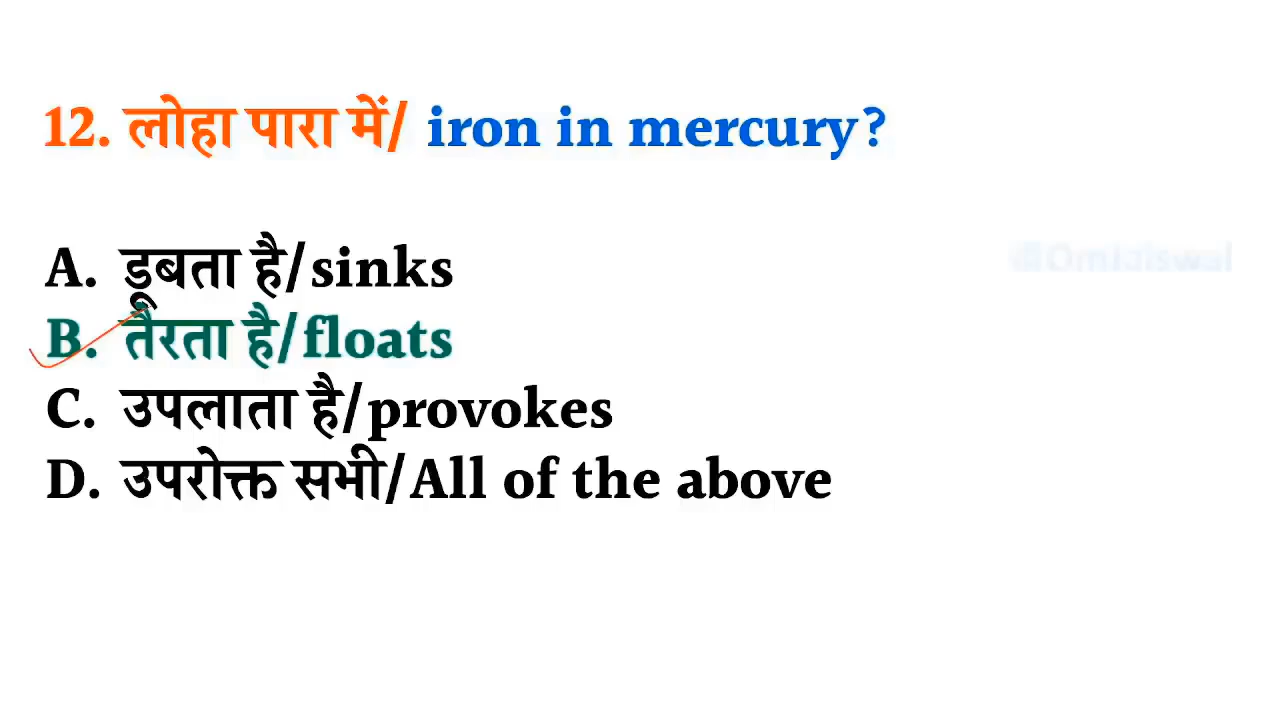 12. लोहा पारा में/ iron in mercury?
A. डूबता है/sinks
B. तैरता है/floats
C. उपलाता है/provokes
D. उपरोक्त सभी/All of the above